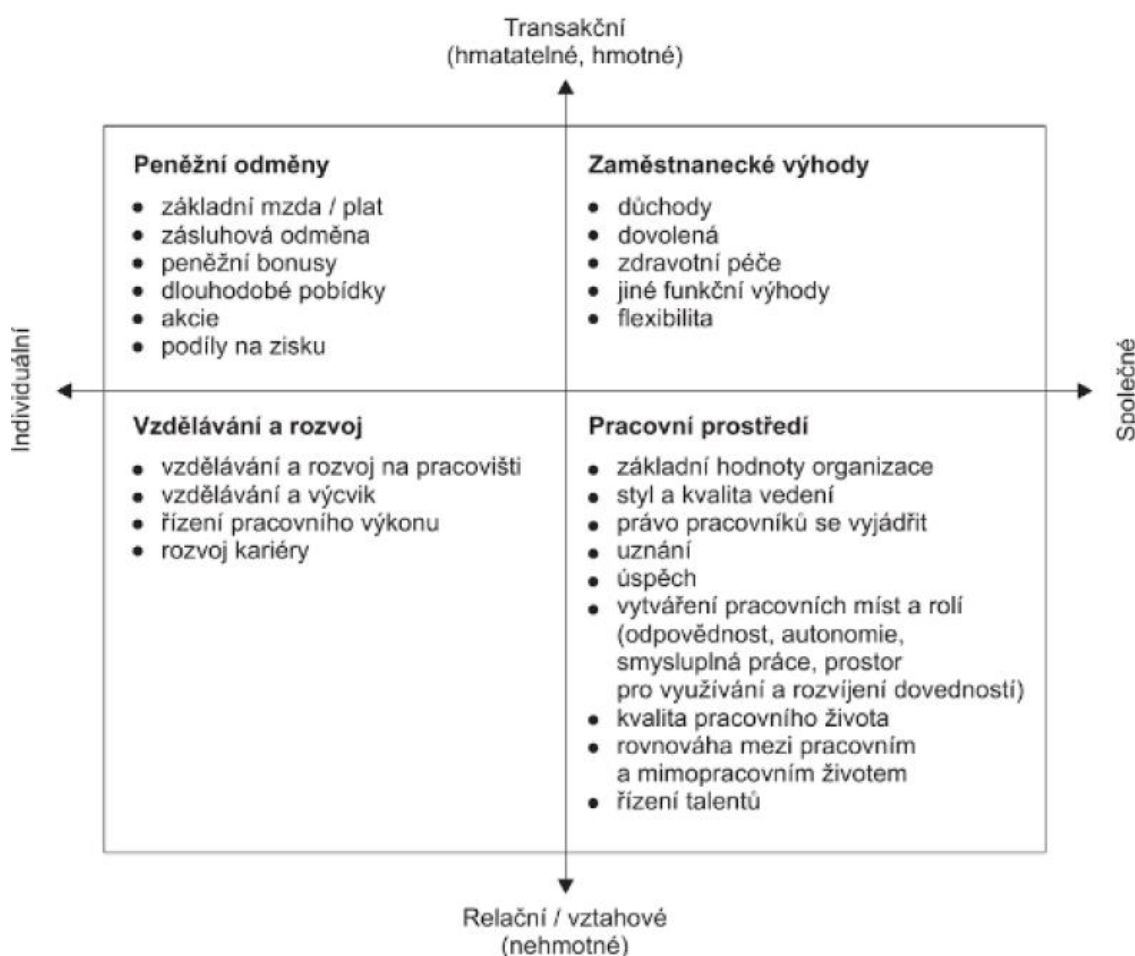 Transakční
(hmatatelné, hmotné)
Individuální
Peněžní odměny
• základní mzda / plat
• zásluhová odměna
• peněžní bonusy
• dlouhodobé pobídky
• akcie
• podíly na zisku
Zaměstnanecké výhody
• důchody
• dovolená
• zdravotní péče
• jiné funkční výhody
• flexibilita
Společné
Vzdělávání a rozvoj
• vzdělávání a rozvoj na pracovišti
• vzdělávání a výcvik
• řízení pracovního výkonu
• rozvoj kariéry
Pracovní prostředí
• základní hodnoty organizace
• styl a kvalita vedení
• právo pracovníků se vyjádřit
• uznání
• úspěch
• vytváření pracovních míst a rolí
(odpovědnost, autonomie,
smysluplná práce, prostor
pro využívání a rozvíjení dovedností)
• kvalita pracovního života
• rovnováha mezi pracovním
a mimopracovním životem
• řízení talentů
Relační / vztahové
(nehmotné)